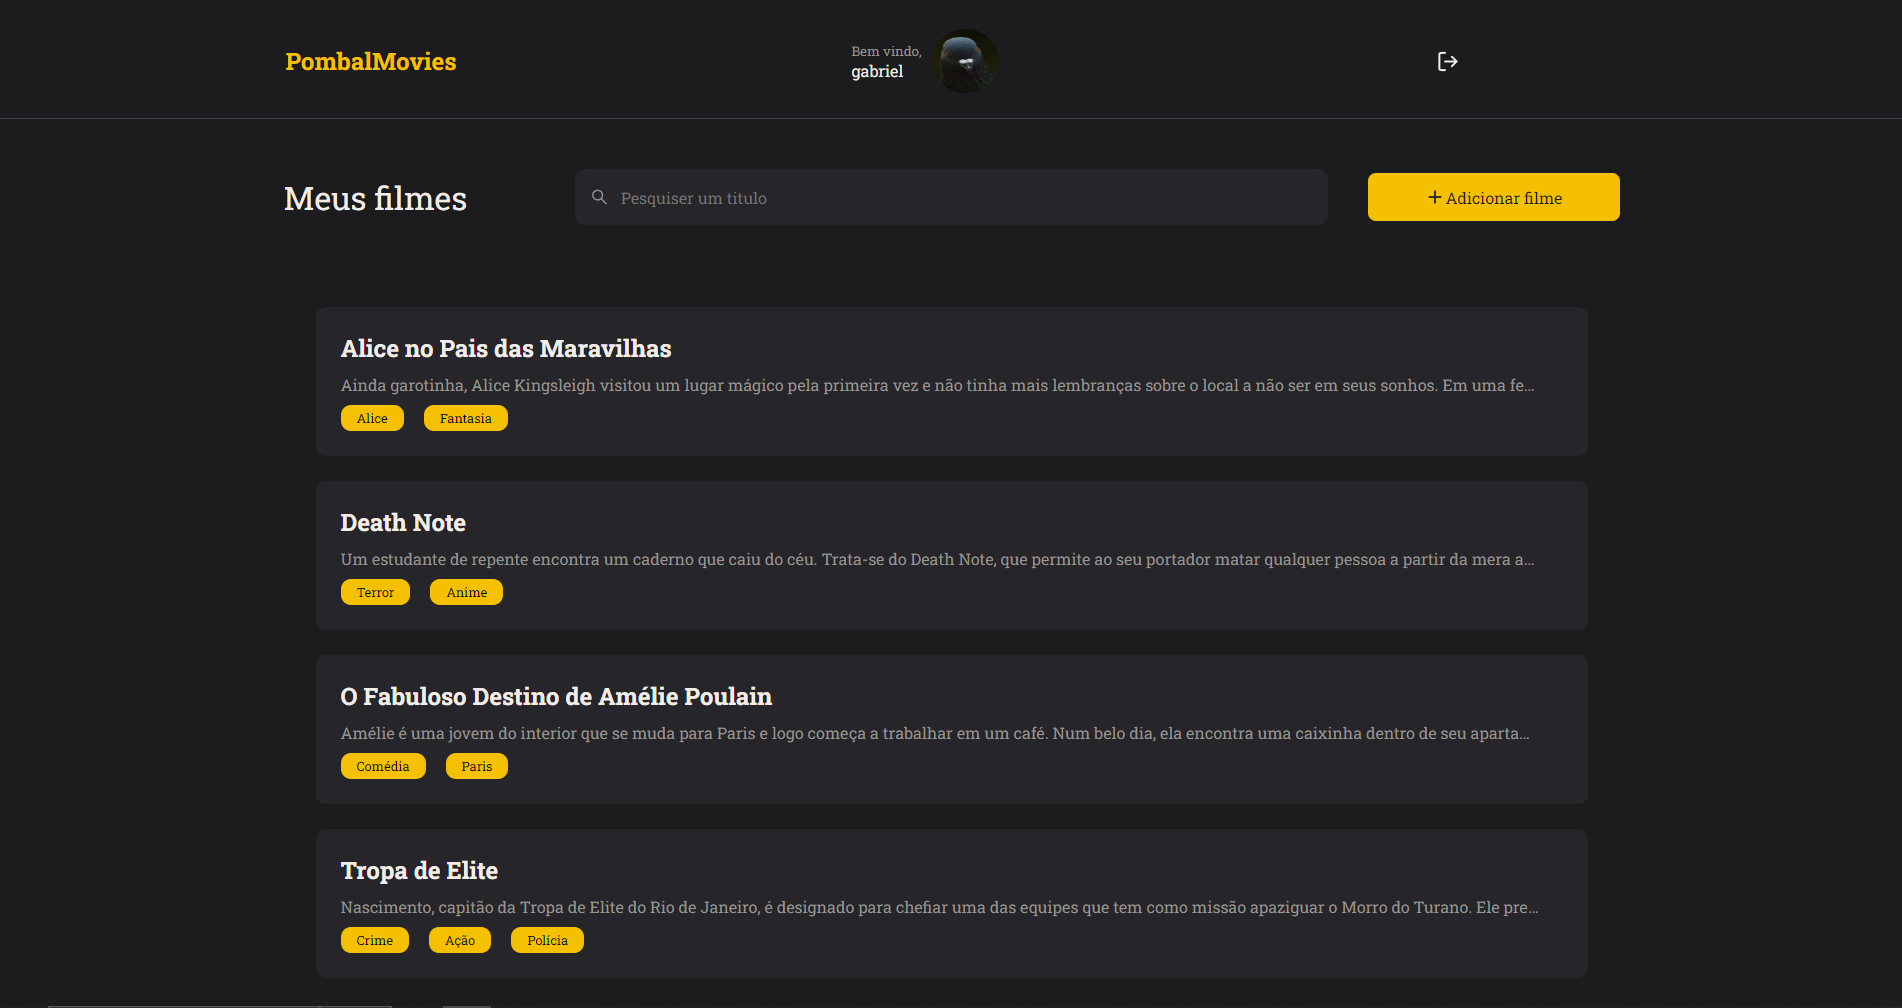 PombalMovies
Bem vindo,
gabriel
Meus filmes
Pesquiser um titulo
Adicionar filme
Alice no Pais das Maravilhas
Ainda garotinha, Alice Kingsleigh visitou um lugar mágico pela primeira vez e não tinha mais lembranças sobre o local a não ser em seus sonhos. Em uma fe...
Alice
Fantasia
Death Note
Um estudante de repente encontra um caderno que caiu do céu. Trata-se do Death Note, que permite ao seu portador matar qualquer pessoa a partir da mera a...
Terror
Anime
O Fabuloso Destino de Amélie Poulain
Amélie é uma jovem do interior que se muda para Paris e logo começa a trabalhar em um café. Num belo dia, ela encontra uma caixinha dentro de seu aparta...
Comédia
Paris
Tropa de Elite
Nascimento, capitão da Tropa de Elite do Rio de Janeiro, é designado para chefiar uma das equipes que tem como missão apaziguar o Morro do Turano. Ele pre...
Crime
Ação
Polícia